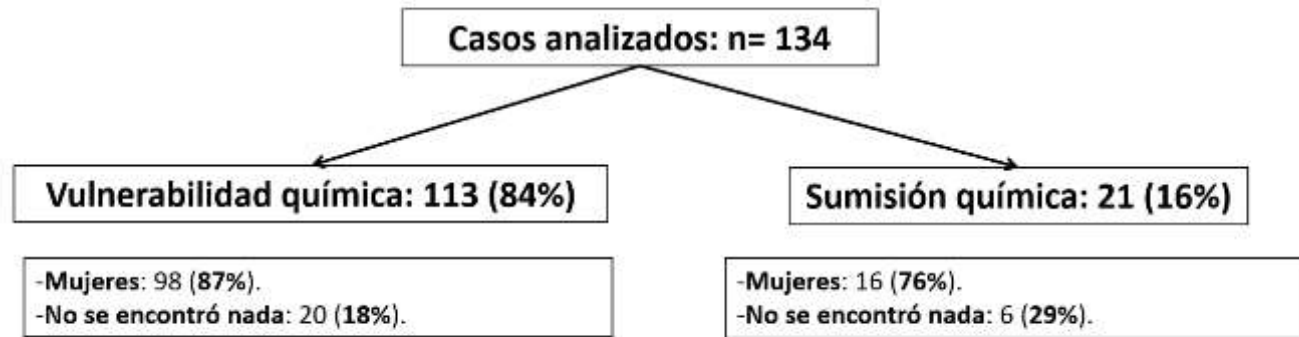 Casos analizados: n= 134
Vulnerabilidad química: 113 (84%)
Sumisión química: 21 (16%)
-Mujeres: 98 (87%).
-No se encontró nada: 20 (18%).
-Mujeres: 16 (76%).
-No se encontró nada: 6 (29%).